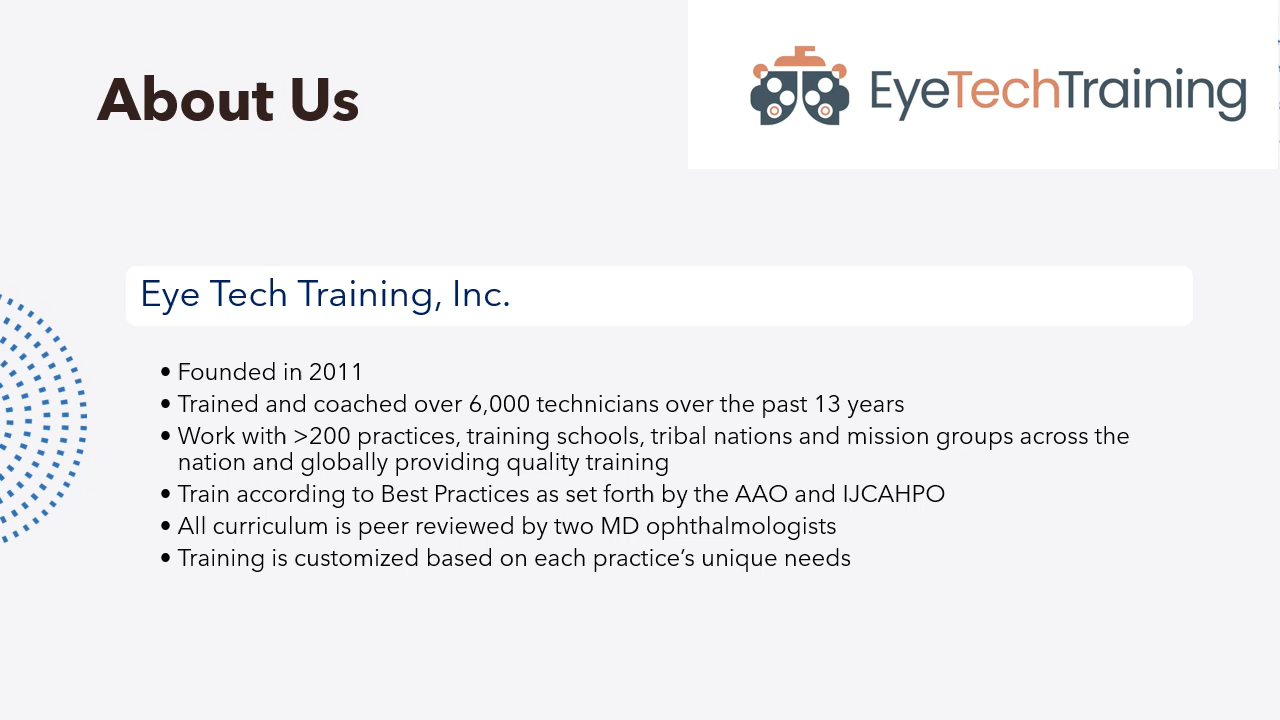 About Us
EyeTechTraining
Eye Tech Training, Inc.
• Founded in 2011
• Trained and coached over 6,000 technicians over the past 13 years
• Work with >200 practices, training schools, tribal nations and mission groups across the
nation and globally providing quality training
• Train according to Best Practices as set forth by the AAO and IJCAHPO
• All curriculum is peer reviewed by two MD ophthalmologists
• Training is customized based on each practice’s unique needs